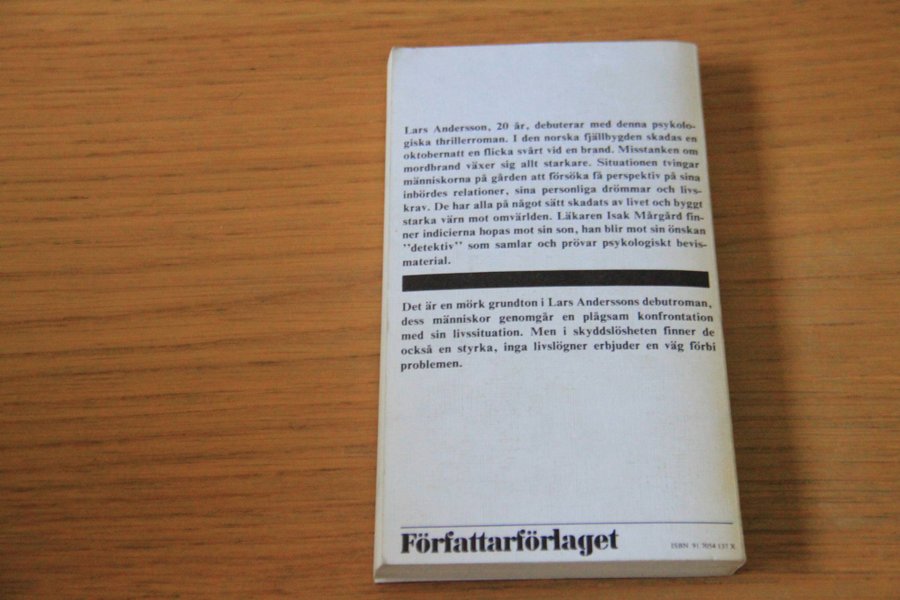 Lars Andersson, 20 år, debuterar med denna psykolo-
giska thrillerroman. I den norska fjällbygden skadas en
oktobernatt en flicka svårt vid en brand. Misstanken om
mordbrand växer sig allt starkare. Situationen tvingar
människorna på gården att försöka få perspektiv på sina
inbördes relationer, sina personliga drömmar och livs-
krav. De har alla på något sätt skadats av livet och byggt
starka värn mot omvärlden. Läkaren Isak Mårgård fin-
ner indicierna hopas mot sin son, han blir mot sin önskan
"detektiv" som samlar och prövar psykologiskt bevis-
material.
Det är en mörk grundton i Lars Anderssons debutroman,
dess människor genomgår en plågsam konfrontation
med sin livssituation. Men i skyddslösheten finner de
också en styrka, inga livslögner erbjuder en väg förbi
problemen.
Författarförlaget
ISBN 91 7054 137 X